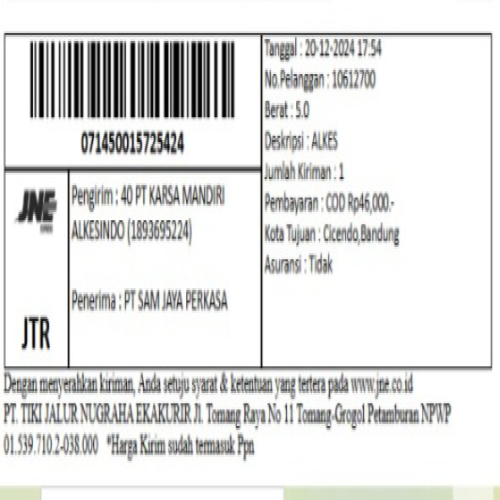 071450015725424
JNE
JTR
Pengirim : 40 PT KARSA MANDIRI
ALKESINDO (1893695224)
Penerima : PT SAM JAYA PERKASA
Tanggal : 20-12-2024 17:54
No.Pelanggan : 10612700
Berat : 5.0
Deskripsi : ALKES
Jumlah Kiriman : 1
Pembayaran : COD Rp46,000.-
Kota Tujuan : Cicendo,Bandung
Asuransi : Tidak
Dengan menyerahkan kiriman, Anda setuju syarat & ketentuan yang tertera pada www.jne.co.id
PT. TIKI JALUR NUGRAHA EKAKURIR Jl. Tomang Raya No 11 Tomang-Grogol Petamburan NPWP
01.539.710.2-038.000 *Harga Kirim sudah termasuk Ppn